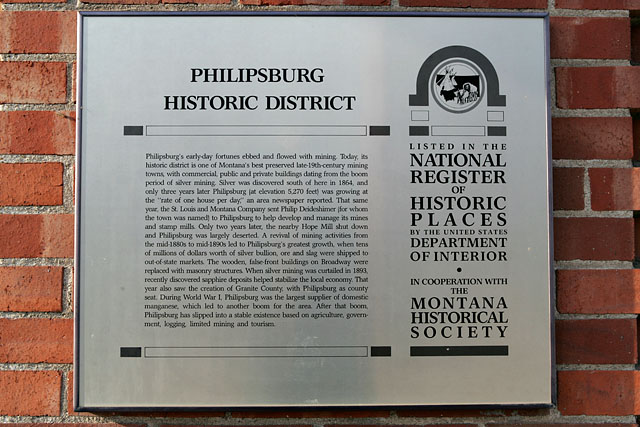 PHILIPSBURG
HISTORIC DISTRICT
Philipsburg's early-day fortunes ebbed and flowed with mining. Today, its
historic district is one of Montana's best preserved late-19th-century mining
towns, with commercial, public and private buildings dating from the boom
period of silver mining. Silver was discovered south of here in 1864, and
only three years later Philipsburg (at elevation 5,270 feet) was growing at
the "rate of one house per day," an area newspaper reported. That same
year, the St. Louis and Montana Company sent Philip Deidesheimer (for whom
the town was named) to Philipsburg to help develop and manage its mines
and stamp mills. Only two years later, the nearby Hope Mill shut down
and Philipsburg was largely deserted. A revival of mining activities from
the mid-1880s to mid-1890s led to Philipsburg's greatest growth, when tens
of millions of dollars worth of silver bullion, ore and slag were shipped to
out-of-state markets. The wooden, false-front buildings on Broadway were
replaced with masonry structures. When silver mining was curtailed in 1893,
recently discovered sapphire deposits helped stabilize the local economy. That
year also saw the creation of Granite County, with Philipsburg as county
seat. During World War I, Philipsburg was the largest supplier of domestic
manganese, which led to another boom for the area. After that boom,
Philipsburg has slipped into a stable existence based on agriculture, govern-
ment, logging, limited mining and tourism.
LISTED IN THE
NATIONAL
REGISTER
OF
HISTORIC
PLACES
BY THE UNITED STATES
DEPARTMENT
OF INTERIOR
•
IN COOPERATION WITH
THE
MONTANA
HISTORICAL
SOCIETY